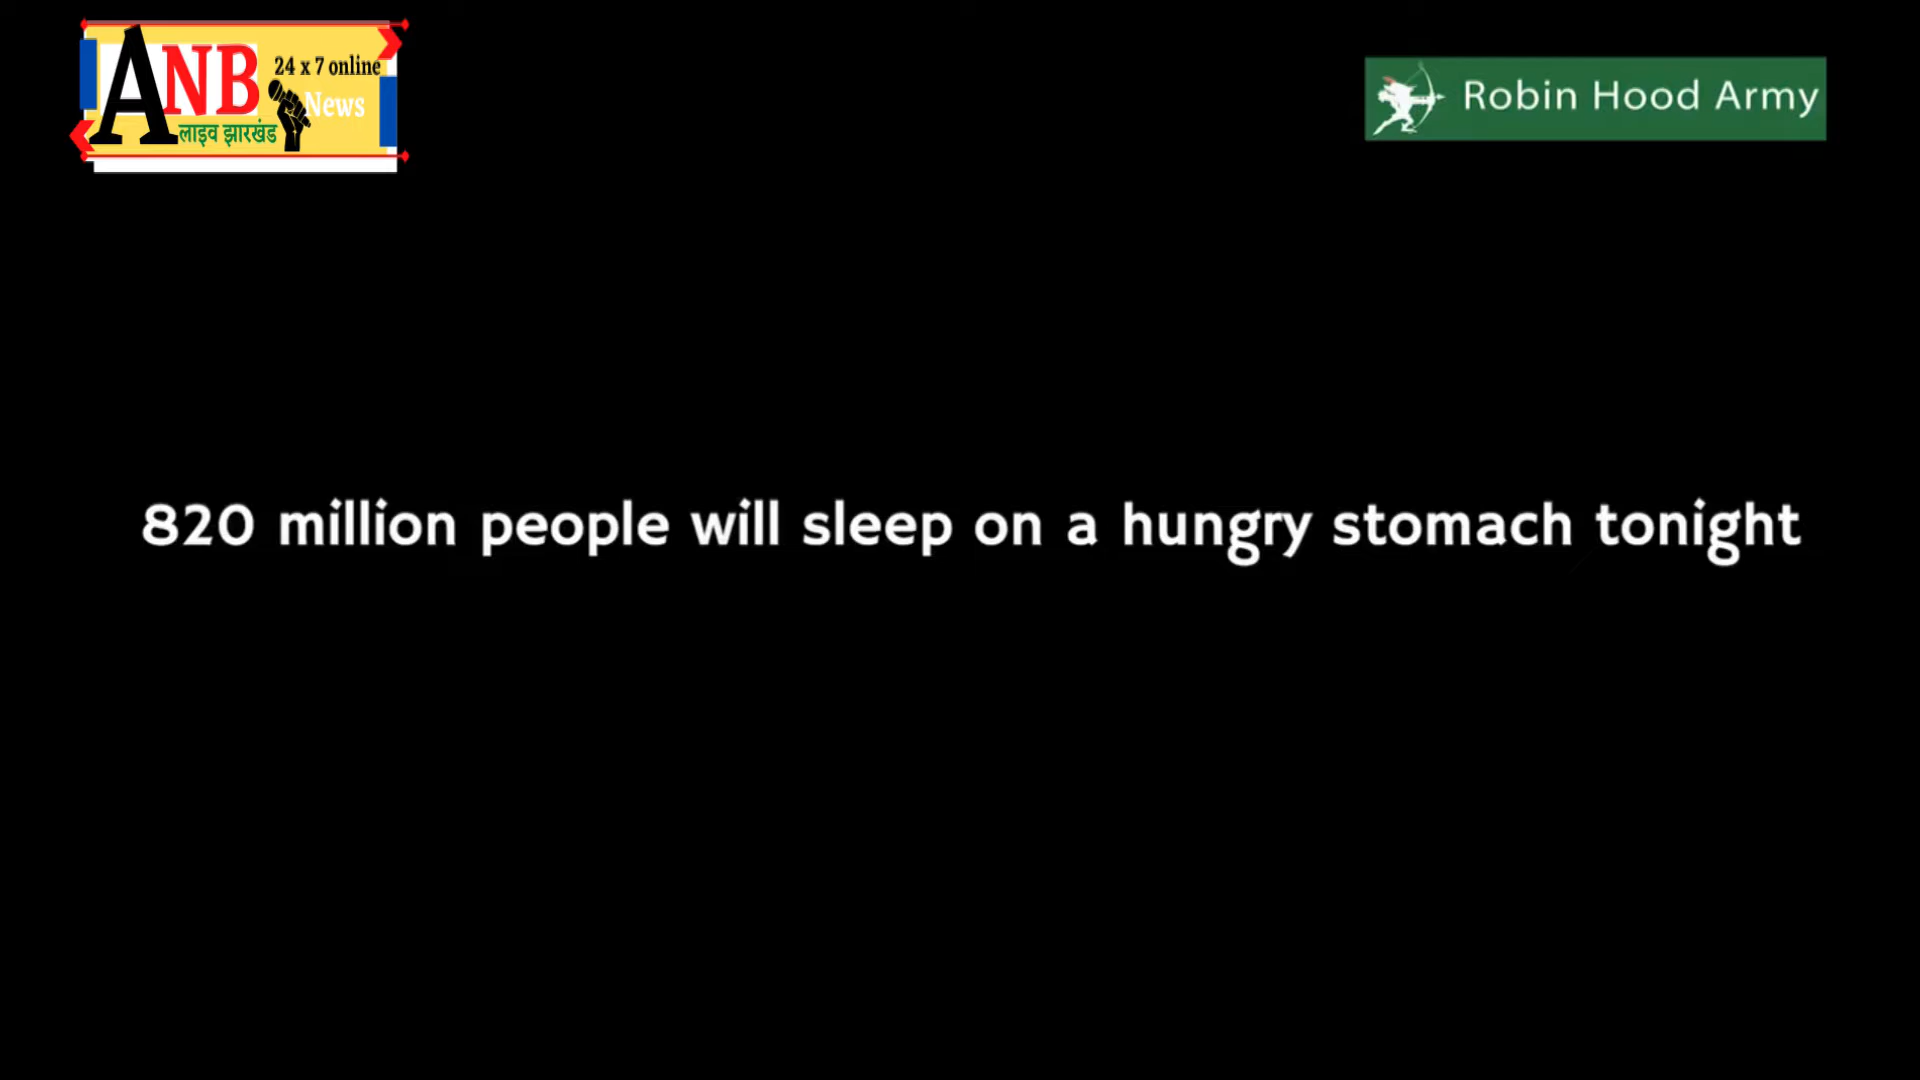 ANB
24 x 7 online
News
लाइव झारखंड
Robin Hood Army
820 million people will sleep on a hungry stomach tonight